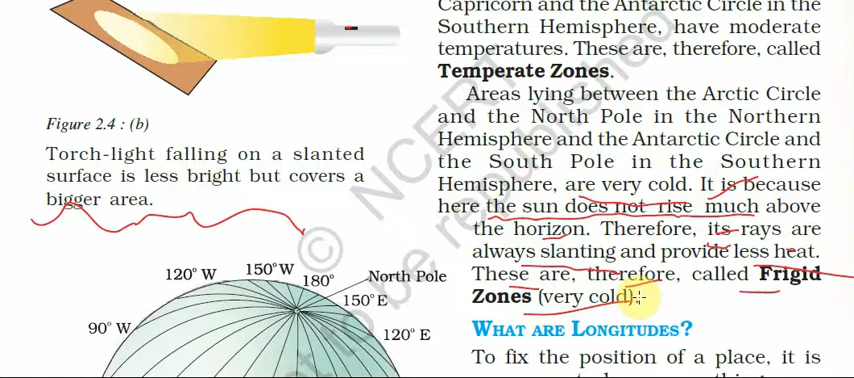 Figure 2.4 : (b)
Torch-light falling on a slanted
surface is less bright but covers a
bigger area.
120° W
150° W
180°
North Pole
150° E
90° W
120° E
Capricorn and the Antarctic Circle in the
Southern Hemisphere, have moderate
temperatures. These are, therefore, called
Temperate Zones.
Areas lying between the Arctic Circle
and the North Pole in the Northern
Hemisphere and the Antarctic Circle and
the South Pole in the Southern
Hemisphere, are very cold. It is because
here the sun does not rise much above
the horizon. Therefore, its rays are
always slanting and provide less heat.
These are, therefore, called Frigid
Zones (very cold).
WHAT ARE LONGITUDES?
To fix the position of a place, it is
© NCERT
not to be republished